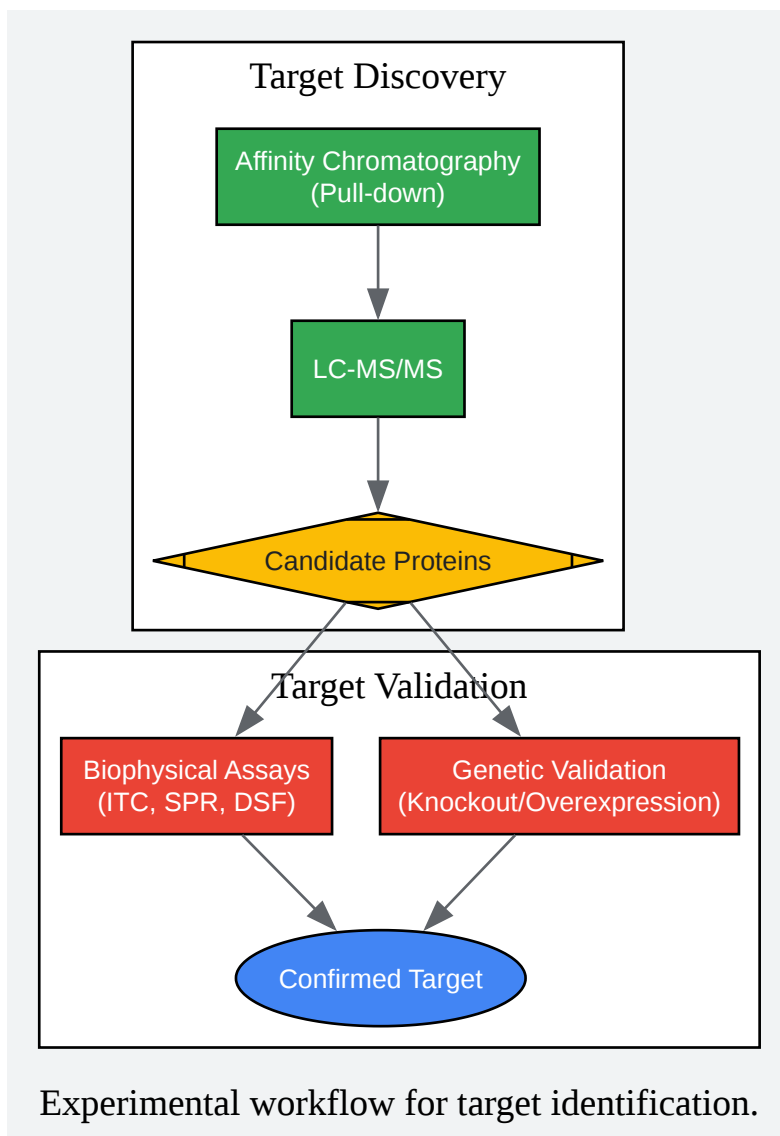 Target Discovery
Affinity Chromatography
(Pull-down)
LC-MS/MS
Candidate Proteins
Target Validation
Biophysical Assays
(ITC, SPR, DSF)
Genetic Validation
(Knockout/Overexpression)
Confirmed Target
Experimental workflow for target identification.